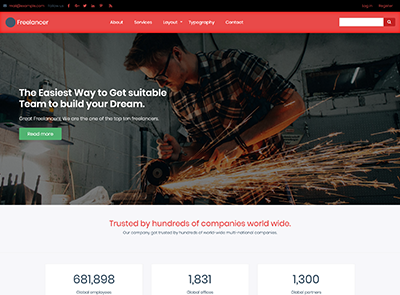 mail@example.com Follow us
Log In Register
Freelancer
About Services Layout Typography Contact
The Easiest Way to Get suitable
Team to build your Dream.
Great Freelancers We are the one of the top ten freelancers.
Read more
Trusted by hundreds of companies world wide.
Our company got trusted by hundreds of world-wide multi-national companies.
681,898 1,831 1,300
Global employees Global offices Global partners